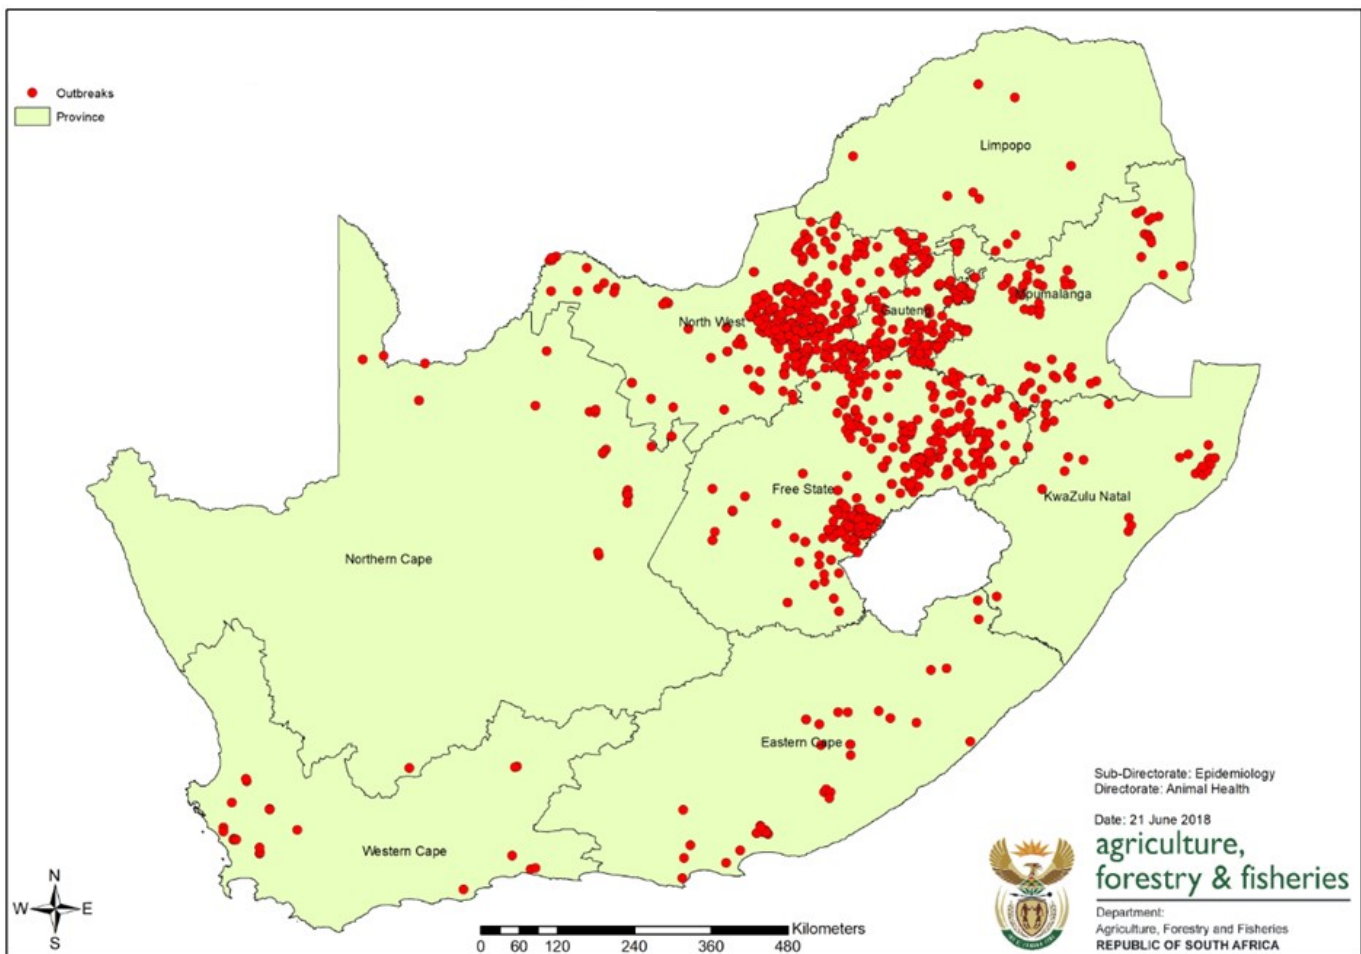 Outbreaks
Province
Limpopo
Mpumalanga
Gauteng
North West
Free State
KwaZulu Natal
Northern Cape
Eastern Cape
Western Cape
Sub-Directorate: Epidemiology
Directorate: Animal Health
Date: 21 June 2018
agriculture,
forestry & fisheries
Department:
Agriculture, Forestry and Fisheries
REPUBLIC OF SOUTH AFRICA
N
W E
S
Kilometers
0 60 120 240 360 480